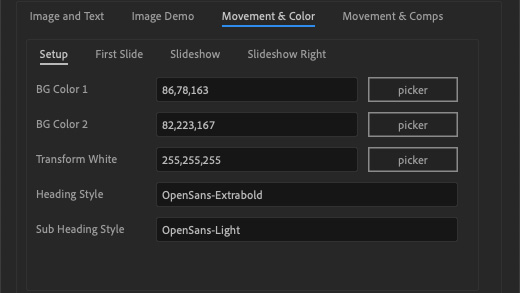 Image and Text Image Demo Movement & Color Movement & Comps
Setup First Slide Slideshow Slideshow Right
BG Color 1 86,78,163 picker
BG Color 2 82,223,167 picker
Transform White 255,255,255 picker
Heading Style OpenSans-Extrabold
Sub Heading Style OpenSans-Light